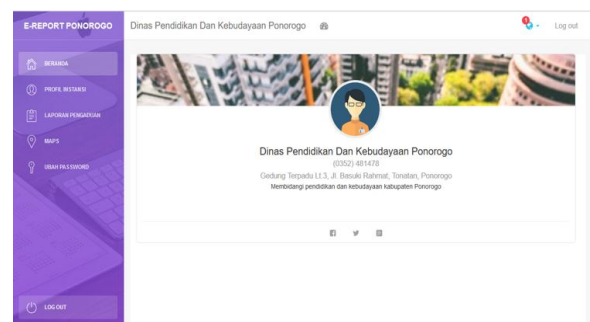 E-REPORT PONOROGO
Dinas Pendidikan Dan Kebudayaan Ponorogo
1
Log out
BERANDA
PROFIL INSTANSI
LAPORAN PENGADUAN
MAPS
UBAH PASSWORD
LOG OUT
Dinas Pendidikan Dan Kebudayaan Ponorogo
(0352) 481478
Gedung Terpadu Lt.3, Jl. Basuki Rahmat, Tonatan, Ponorogo
Membidangi pendidikan dan kebudayaan kabupaten Ponorogo